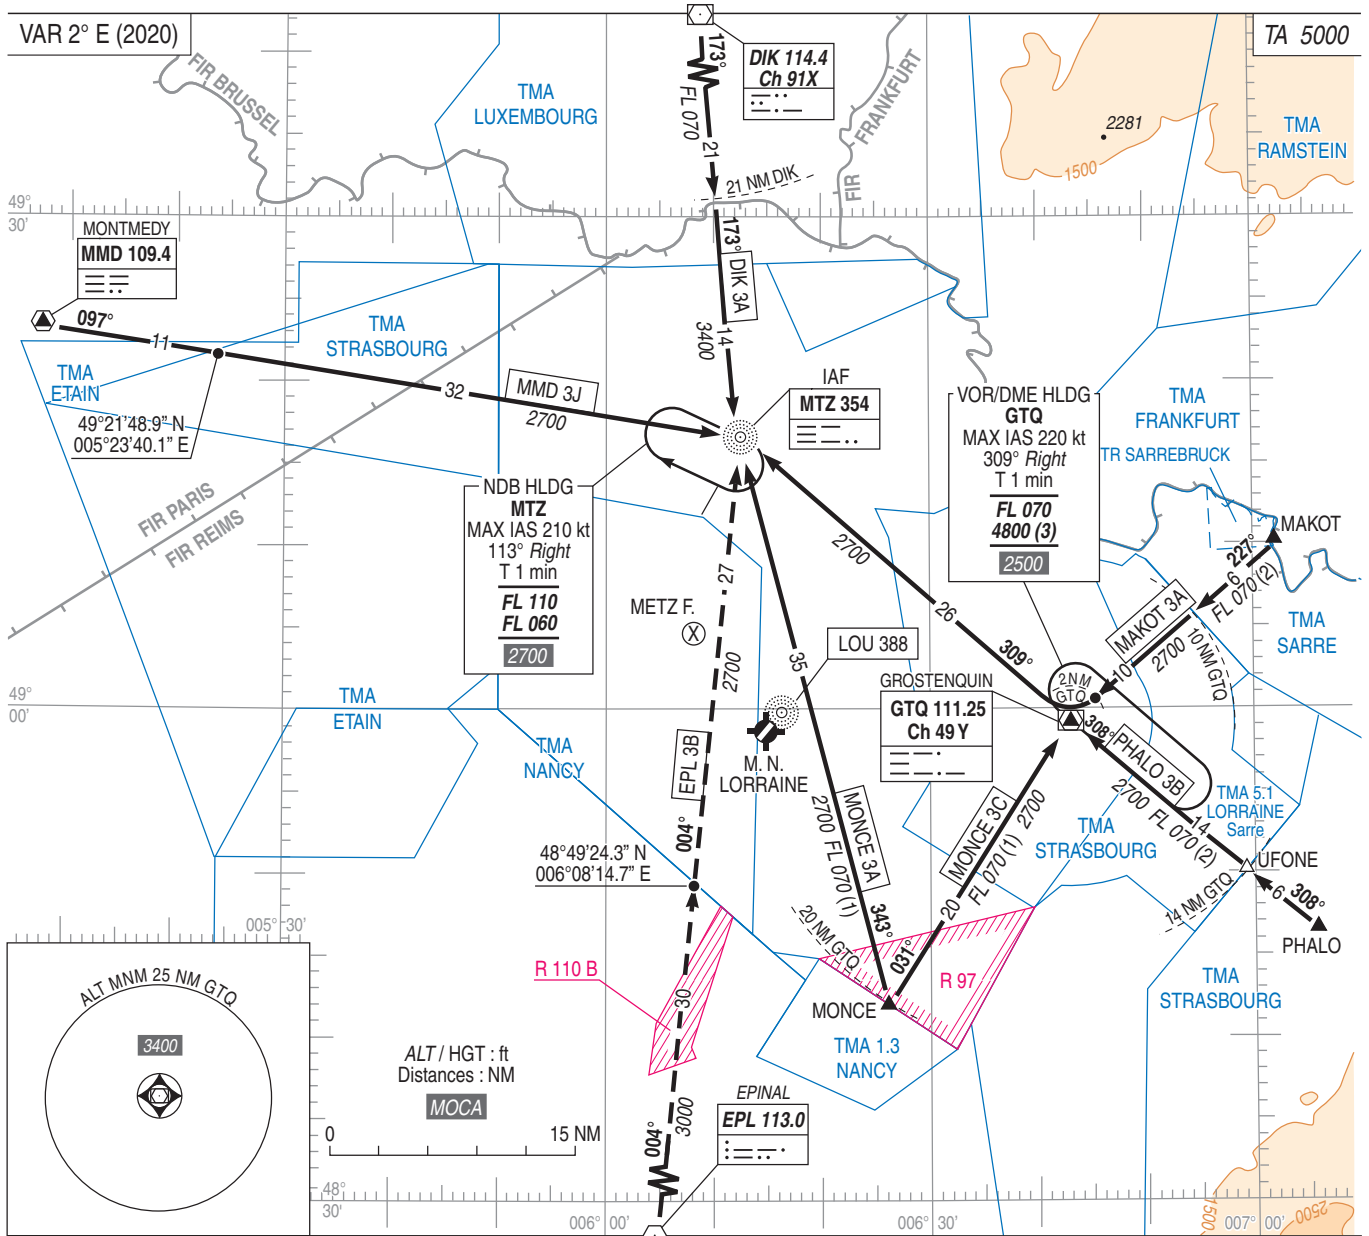 VAR 2° E (2020)
TA 5000
FIR BRUSSEL
TMA
LUXEMBOURG
173°
FL 070
21
DIK 114.4
Ch 91X
21 NM DIK
FIR
FRANKFURT
2281
1500
TMA
RAMSTEIN
49°
30'
MONTMEDY
MMD 109.4
097°
11
TMA
ETAIN
49°21'48.9" N
005°23'40.1" E
TMA
STRASBOURG
32
MMD 3J
2700
173°
DIK 3A
14
3400
IAF
MTZ 354
VOR/DME HLDG
GTQ
MAX IAS 220 kt
309° Right
T 1 min
FL 070
4800 (3)
2500
TMA
FRANKFURT
TR SARREBRUCK
MAKOT
227°
6
FL 070 (2)
MAKOT 3A
10
2700
10 NM GTQ
TMA
SARRE
FIR PARIS
FIR REIMS
NDB HLDG
MTZ
MAX IAS 210 kt
113° Right
T 1 min
FL 110
FL 060
2700
METZ F.
X
27
2700
2700
26
309°
35
LOU 388
GROSTENQUIN
GTQ 111.25
Ch 49 Y
2 NM
GTQ
308°
PHALO 3B
2700 FL 070 (2)
14
TMA 5.1
LORRAINE
Sarre
49°
00'
TMA
ETAIN
TMA
NANCY
EPL 3B
004°
M. N.
LORRAINE
MONCE 3A
2700 FL 070 (1)
343°
MONCE 3C
2700
FL 070 (1)
20
031°
TMA
STRASBOURG
UFONE
14 NM GTQ
6
308°
PHALO
48°49'24.3" N
006°08'14.7" E
005° 30'
20 NM GTQ
R 110 B
R 97
MONCE
TMA 1.3
NANCY
TMA
STRASBOURG
ALT MNM 25 NM GTQ
3400
ALT / HGT : ft
Distances : NM
MOCA
0
15 NM
30
3000
004°
EPINAL
EPL 113.0
48°
30'
006° 00'
006° 30'
007° 00'
1500
2500